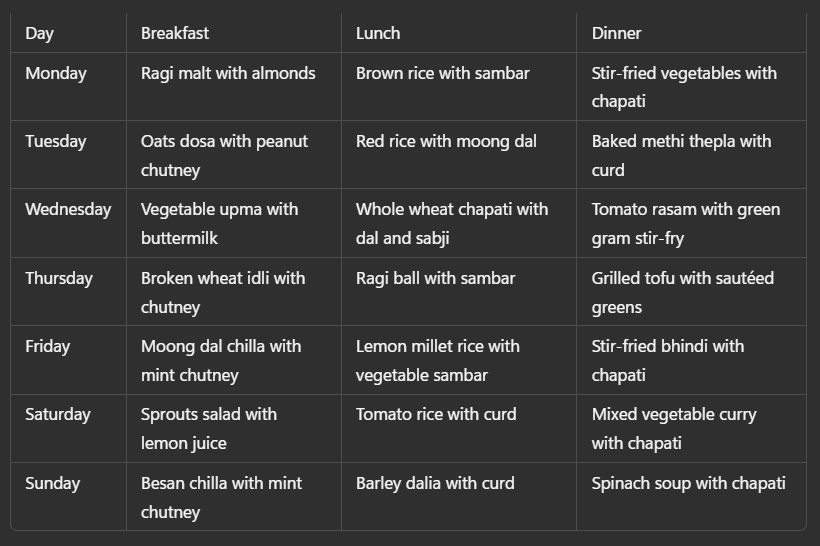 Day Breakfast Lunch Dinner
Monday Ragi malt with almonds Brown rice with sambar Stir-fried vegetables with
chapati
Tuesday Oats dosa with peanut Red rice with moong dal Baked methi thepla with
chutney curd
Wednesday Vegetable upma with Whole wheat chapati with Tomato rasam with green
buttermilk dal and sabji gram stir-fry
Thursday Broken wheat idli with Ragi ball with sambar Grilled tofu with sautéed
chutney greens
Friday Moong dal chilla with Lemon millet rice with Stir-fried bhindi with
mint chutney vegetable sambar chapati
Saturday Sprouts salad with Tomato rice with curd Mixed vegetable curry
lemon juice with chapati
Sunday Besan chilla with mint Barley dalia with curd Spinach soup with chapati
chutney